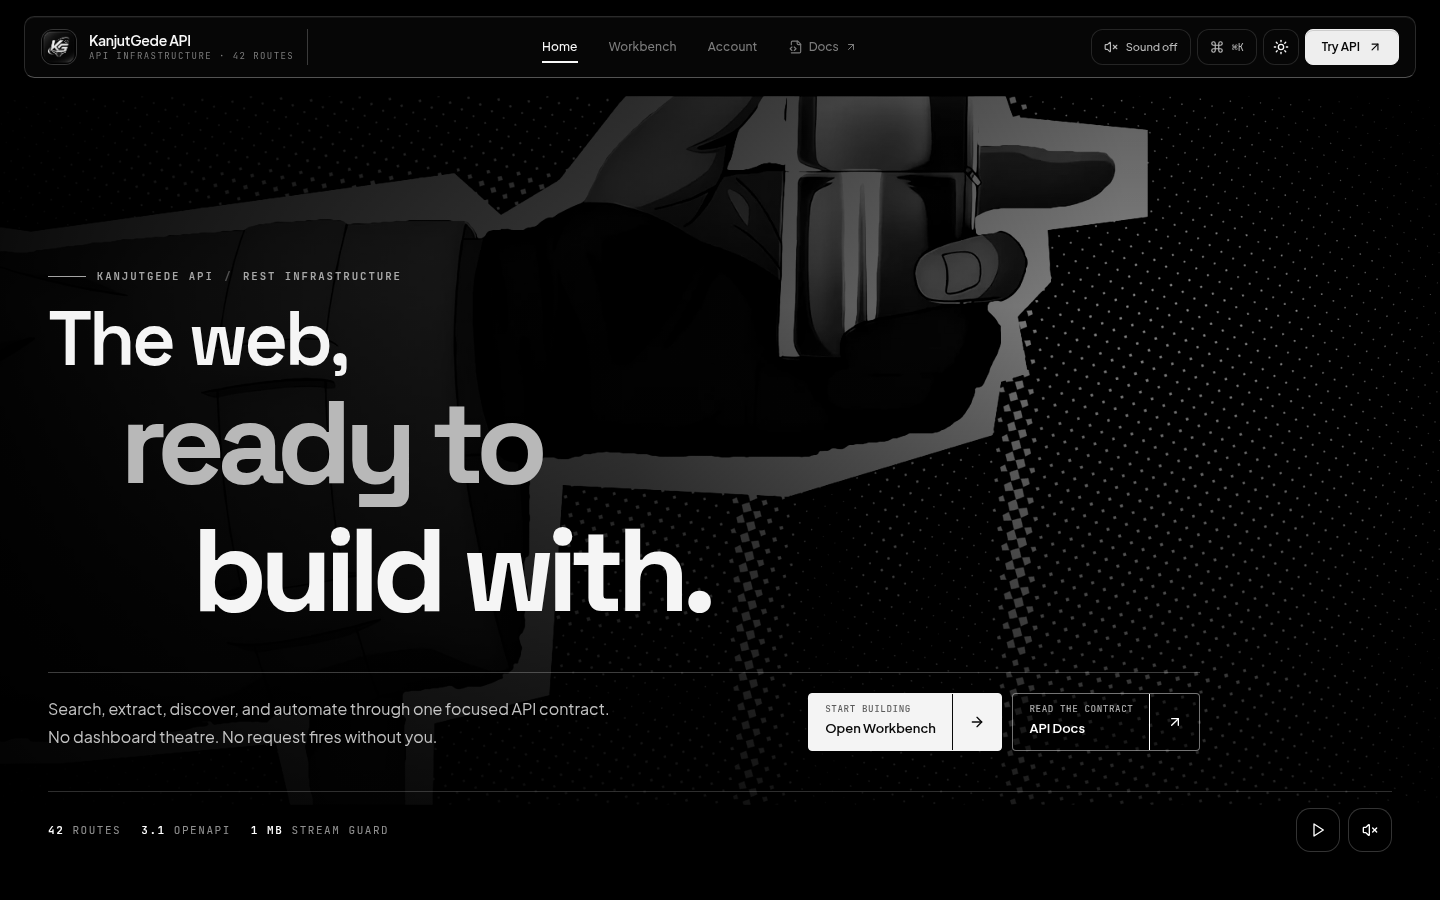 KG
KanjutGede API
API INFRASTRUCTURE · 42 ROUTES
Home
Workbench
Account
Docs
Sound off
⌘K
Try API
KANJUTGEDE API / REST INFRASTRUCTURE
The web,
ready to
build with.
Search, extract, discover, and automate through one focused API contract.
No dashboard theatre. No request fires without you.
START BUILDING
Open Workbench
READ THE CONTRACT
API Docs
42 ROUTES 3.1 OPENAPI 1 MB STREAM GUARD